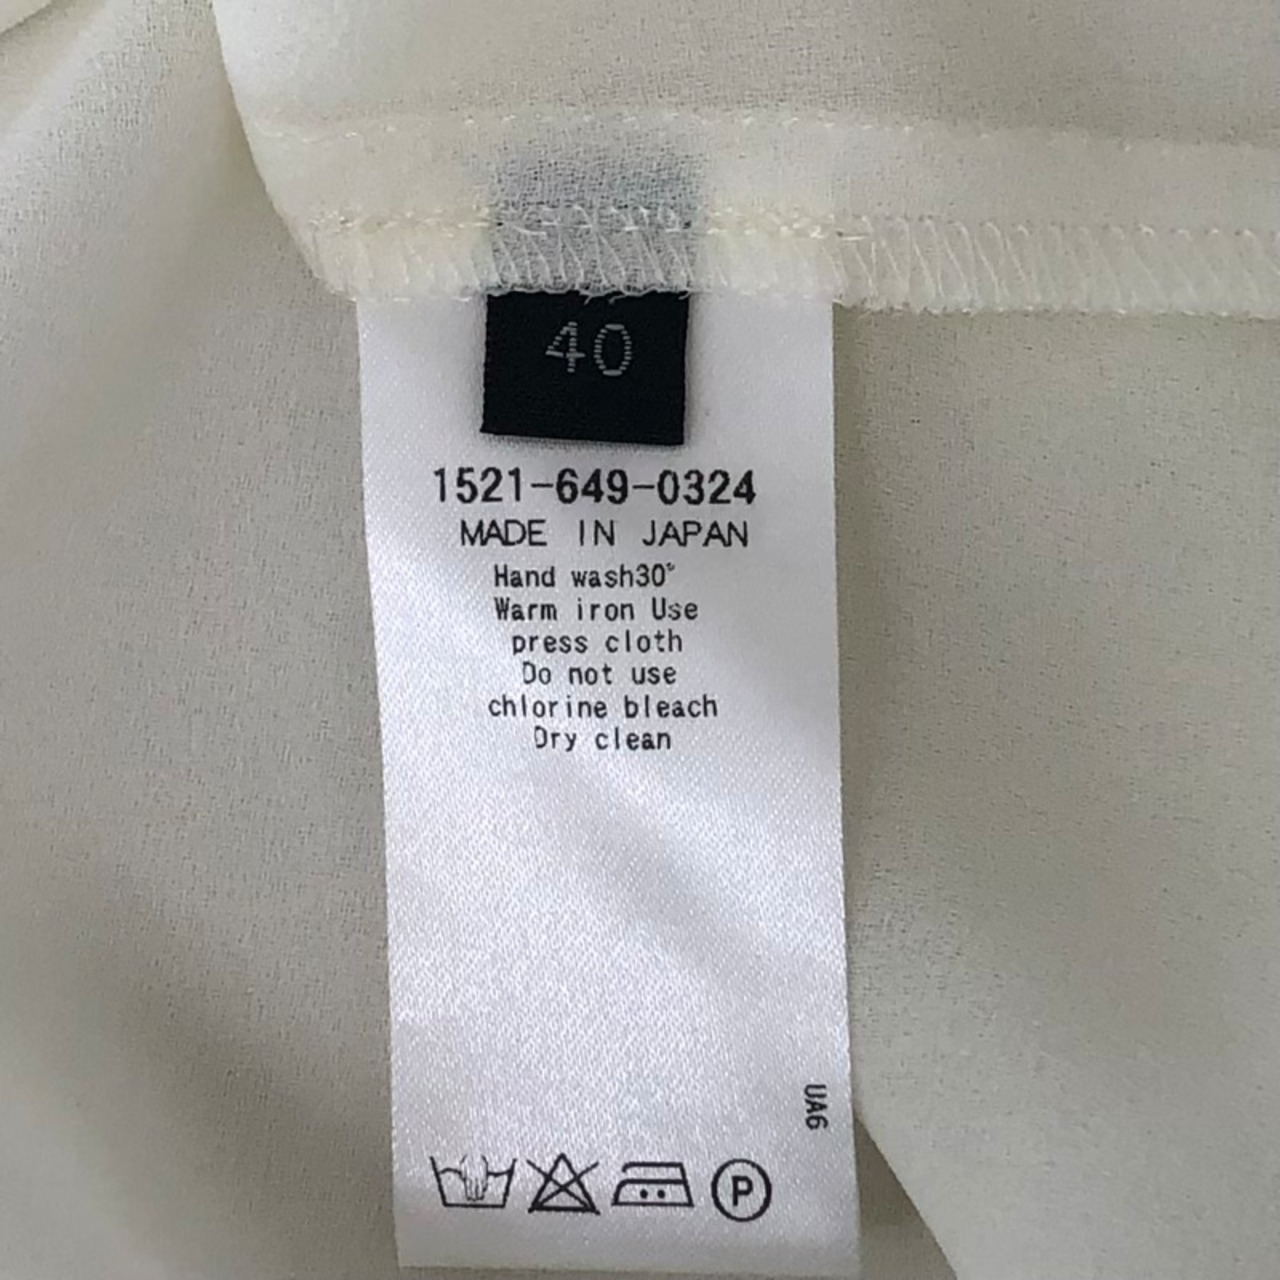 40
1521-649-0324
MADE IN JAPAN
Hand wash30°
Warm iron Use
press cloth
Do not use
chlorine bleach
Dry clean
UA6
P